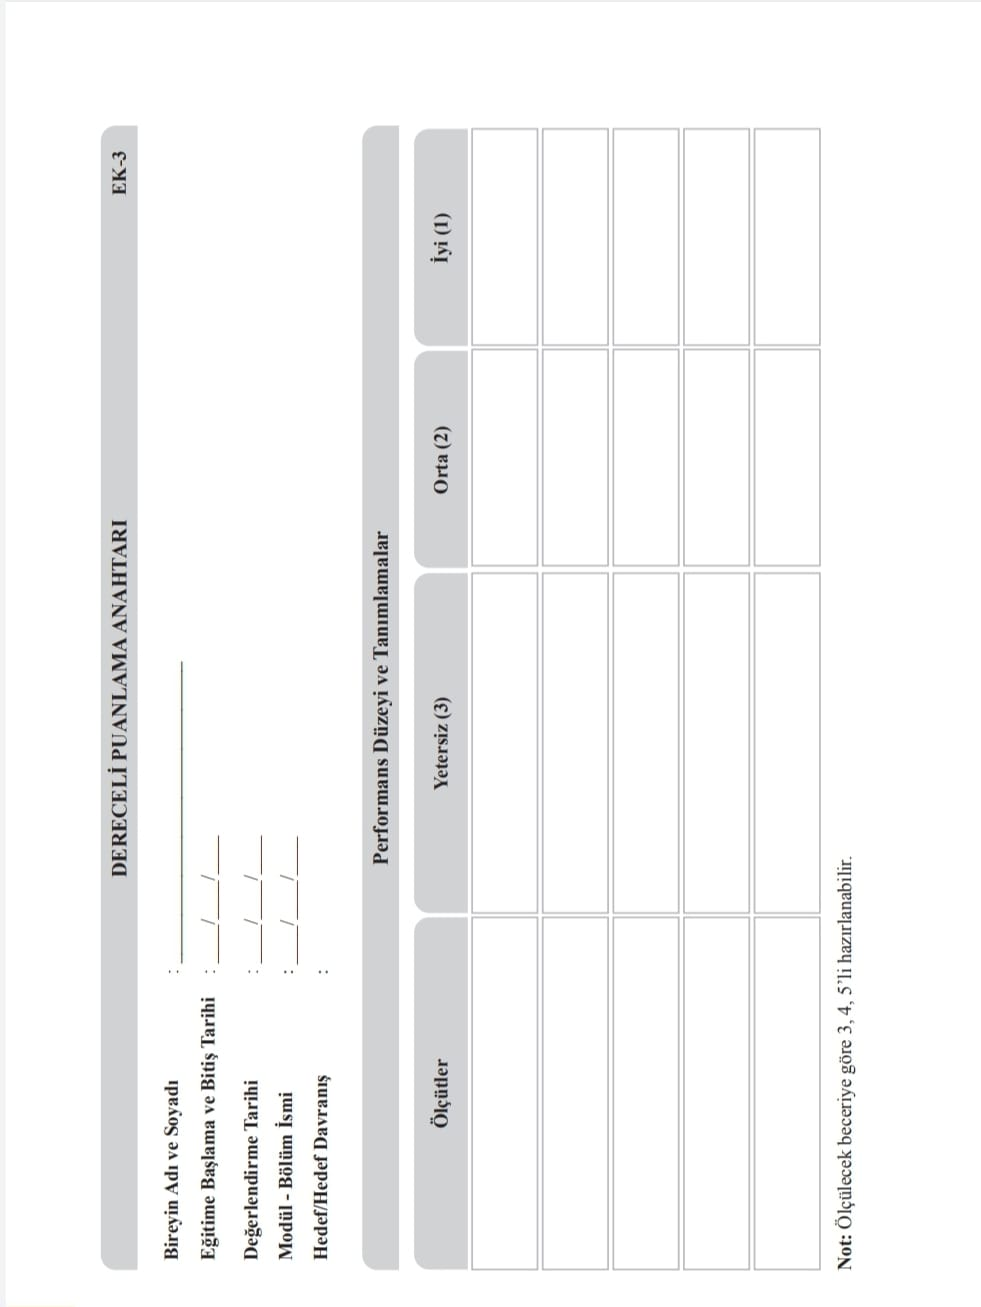 DERECELİ PUANLAMA ANAHTARI EK-3
Bireyin Adı ve Soyadı : ______________________
Eğitime Başlama ve Bitiş Tarihi : ___/___/___
Değerlendirme Tarihi : ___/___/___
Modül - Bölüm İsmi : ___/___/___
Hedef/Hedef Davranış :
Performans Düzeyi ve Tanımlamalar
Ölçütler Yetersiz (3) Orta (2) İyi (1)
Not: Ölçülecek beceriye göre 3, 4, 5'li hazırlanabilir.